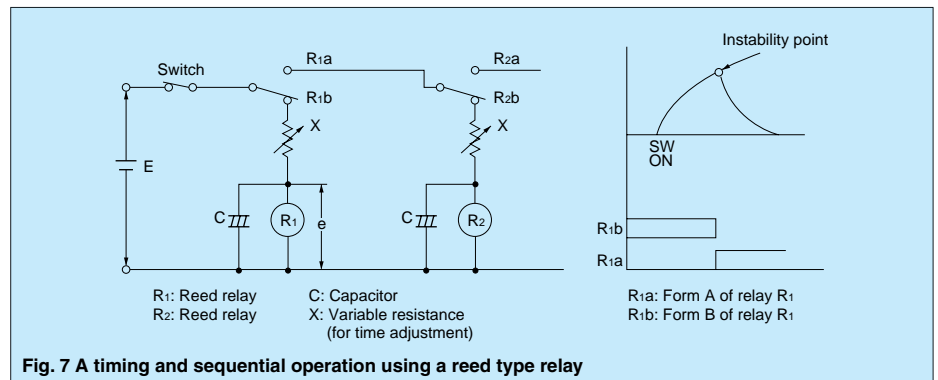 Switch
R1a
R2a
R1b
R2b
X
X
E
C
R1
e
C
R2
Instability point
SW
ON
R1b
R1a
R1: Reed relay
R2: Reed relay
C: Capacitor
X: Variable resistance
(for time adjustment)
R1a: Form A of relay R1
R1b: Form B of relay R1
Fig. 7 A timing and sequential operation using a reed type relay